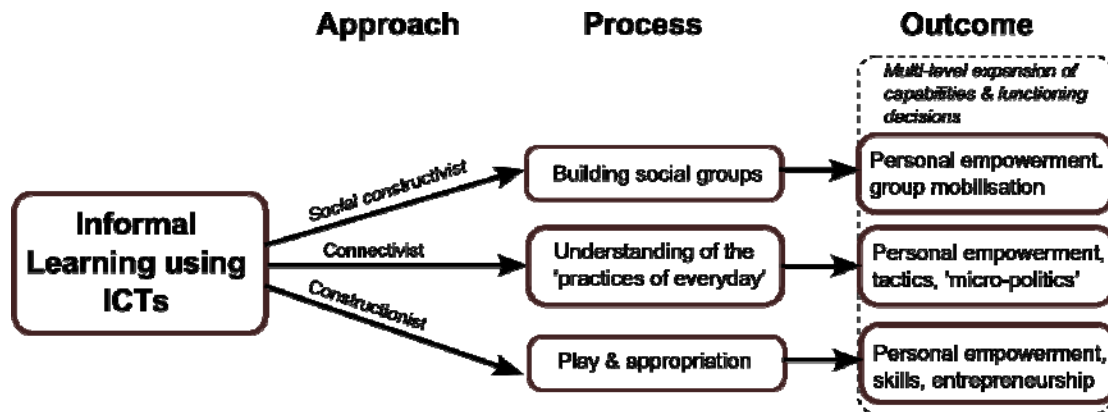 Approach Process Outcome
Multi-level expansion of
capabilities & functioning
decisions
Informal
Learning using
ICTs
Social constructivist
Building social groups
Personal empowerment.
group mobilisation
Connectivist
Understanding of the
'practices of everyday'
Personal empowerment,
tactics, 'micro-politics'
Constructionist
Play & appropriation
Personal empowerment,
skills, entrepreneurship